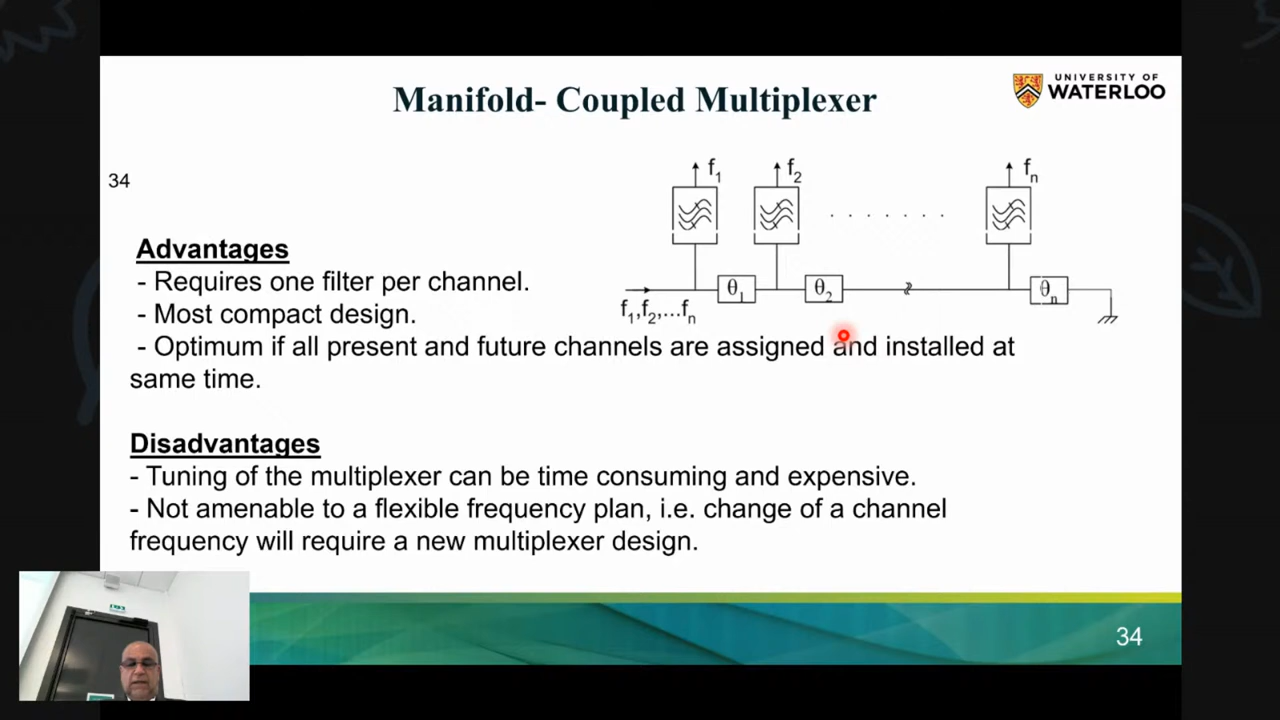 Manifold- Coupled Multiplexer
UNIVERSITY OF
WATERLOO
34
f1 f2 fn
. . . . . . .
θ1 θ2 θn
f1,f2,...fn
Advantages
- Requires one filter per channel.
- Most compact design.
- Optimum if all present and future channels are assigned and installed at
same time.
Disadvantages
- Tuning of the multiplexer can be time consuming and expensive.
- Not amenable to a flexible frequency plan, i.e. change of a channel
frequency will require a new multiplexer design.
34